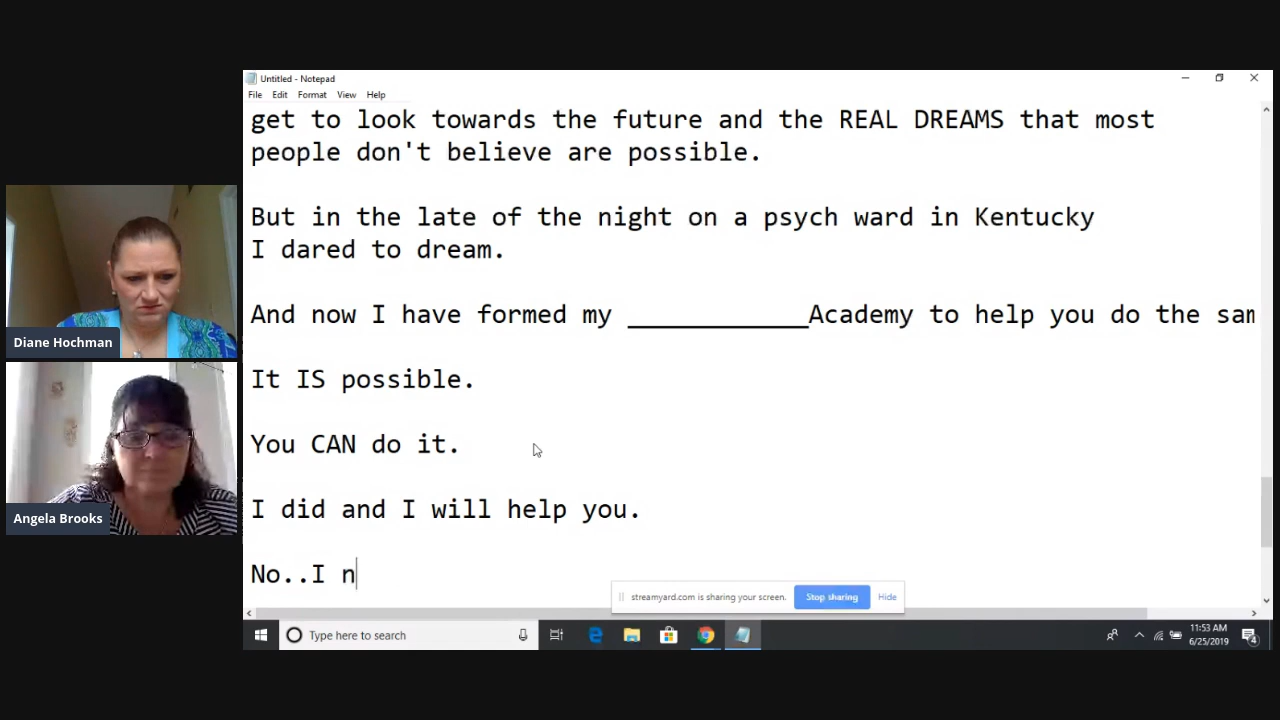 Untitled - Notepad
File Edit Format View Help
get to look towards the future and the REAL DREAMS that most
people don't believe are possible.
But in the late of the night on a psych ward in Kentucky
I dared to dream.
And now I have formed my ____________Academy to help you do the sam
It IS possible.
You CAN do it.
I did and I will help you.
No..I n
Diane Hochman
Angela Brooks
streamyard.com is sharing your screen. Stop sharing Hide
Type here to search
11:53 AM
6/25/2019
4